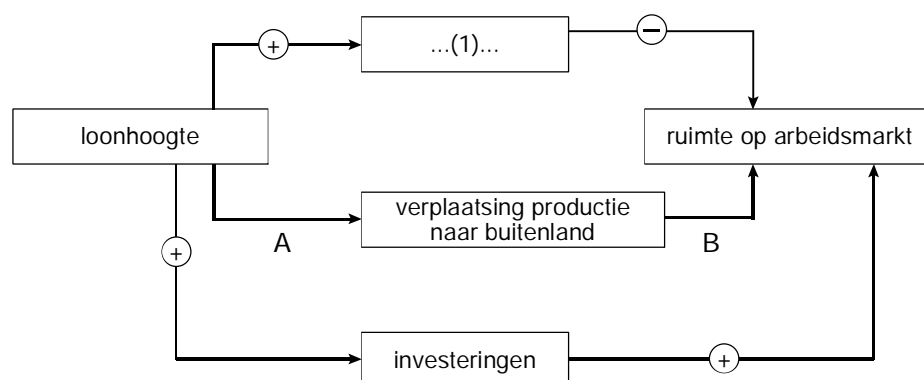 +
...(1)...
–
loonhoogte
ruimte op arbeidsmarkt
verplaatsing productie
naar buitenland
A
B
+
investeringen
+